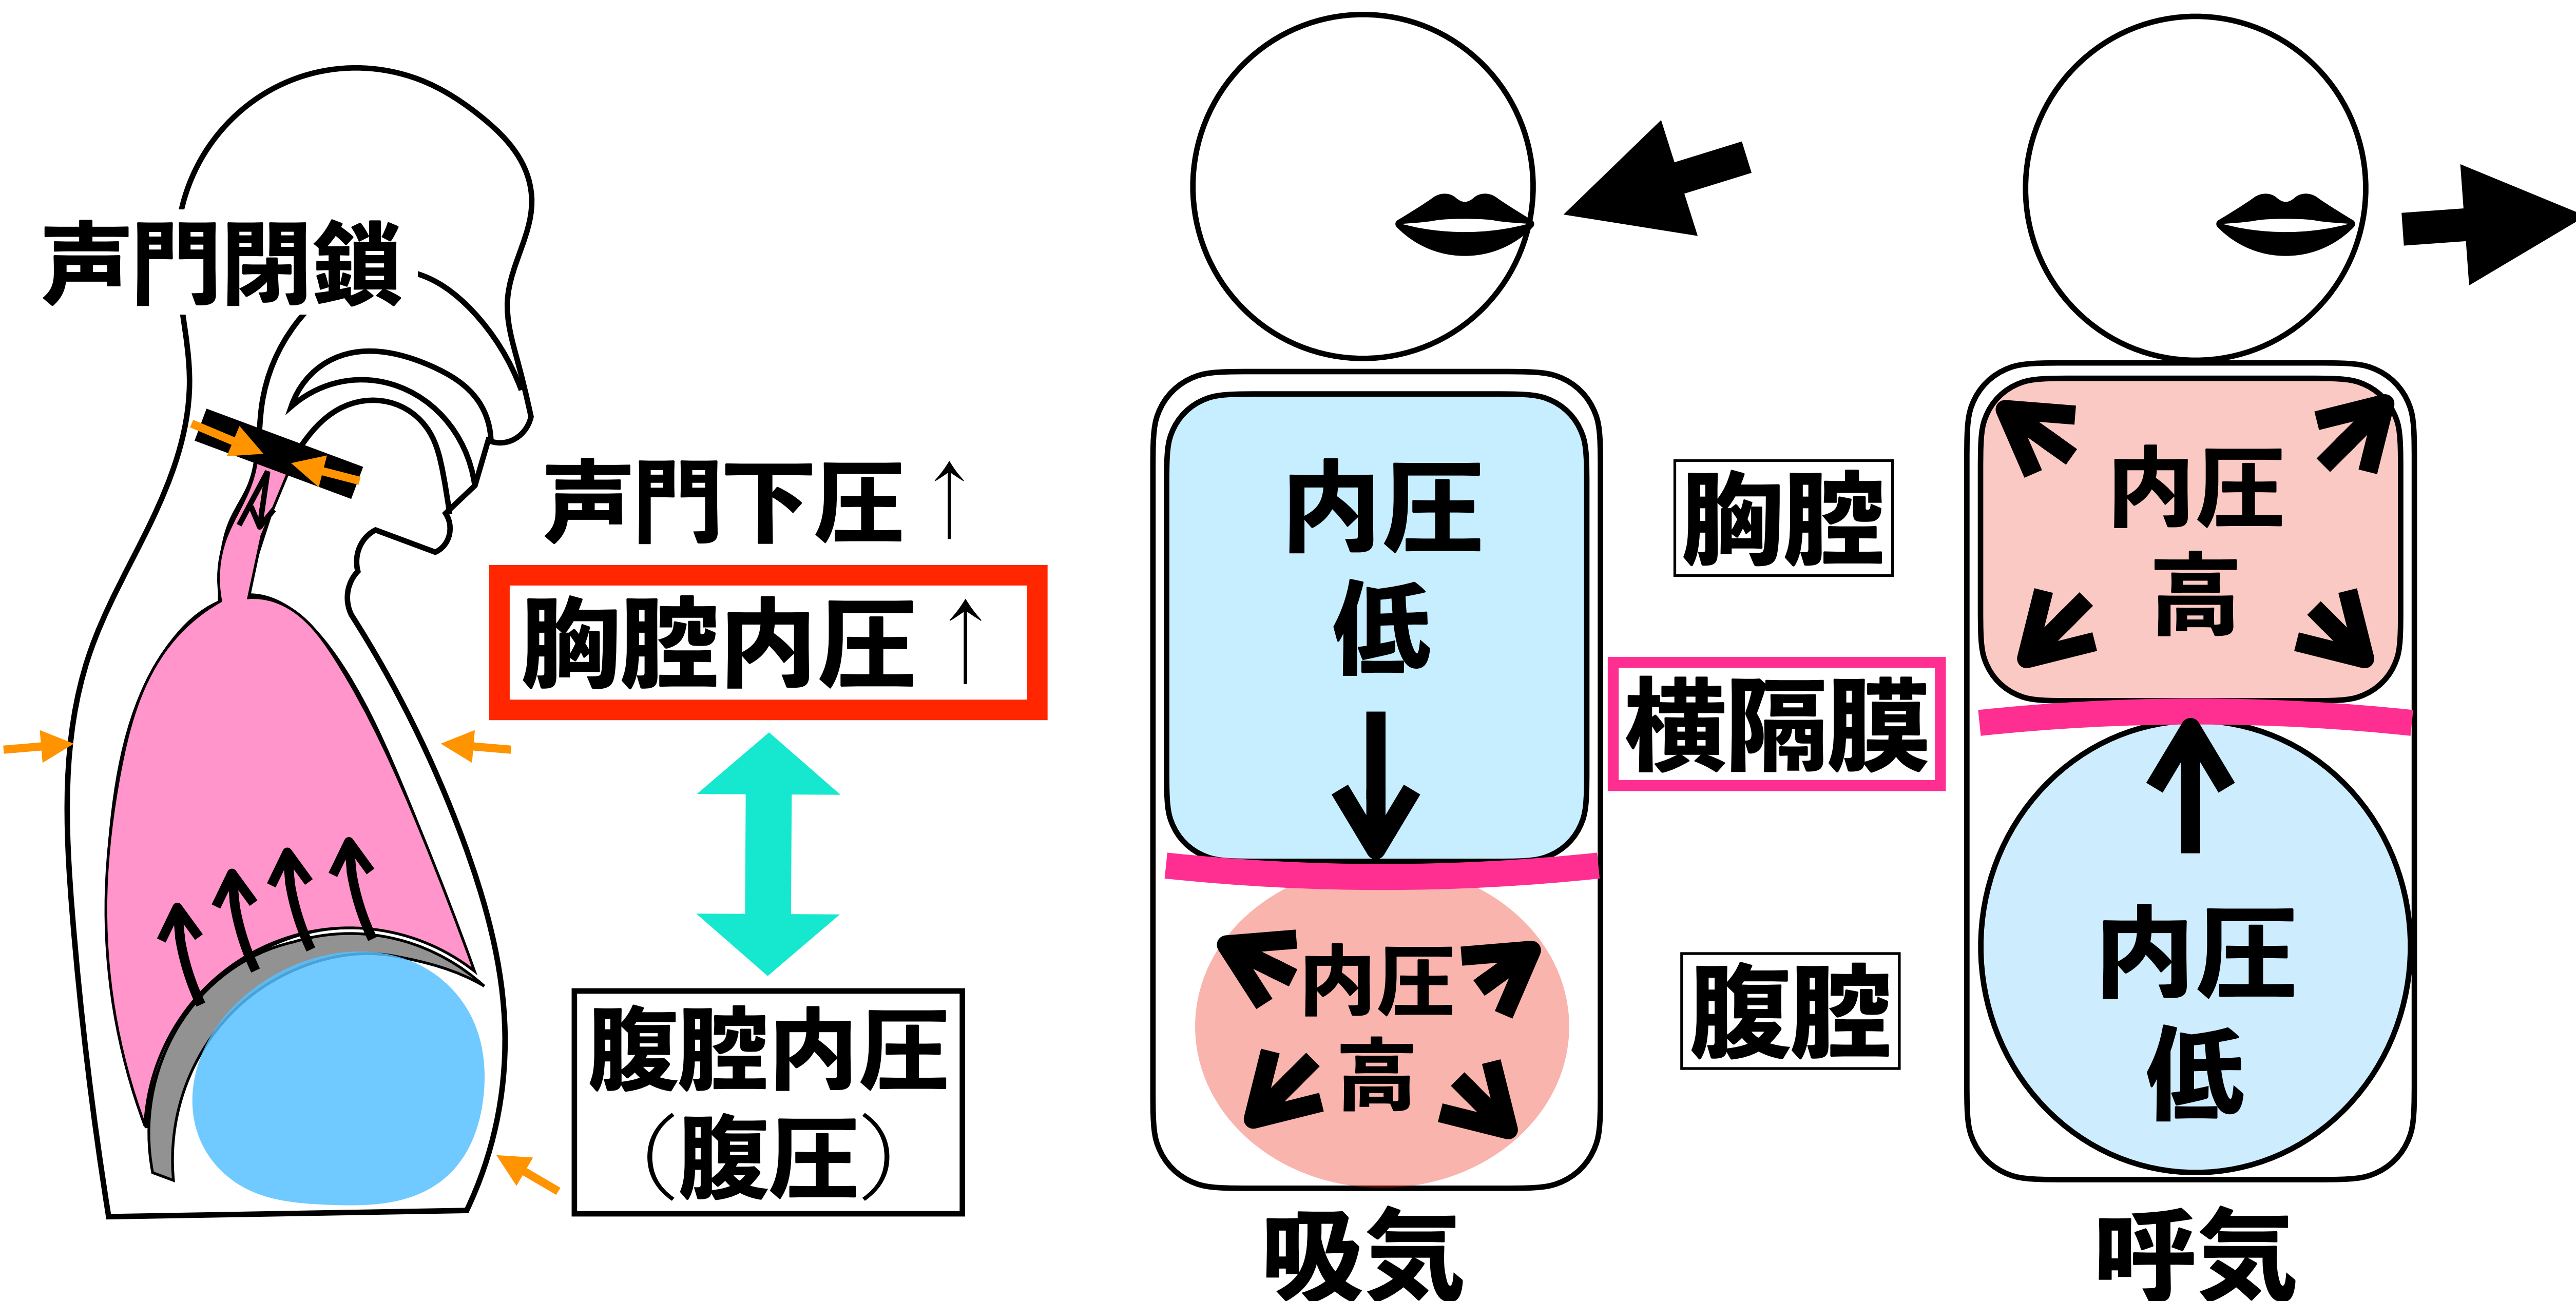 声門閉鎖
声門下圧↑
胸腔内圧↑
腹腔内圧
（腹圧）
内圧
低
内圧
高
吸気
胸腔
横隔膜
腹腔
内圧
高
内圧
低
呼気